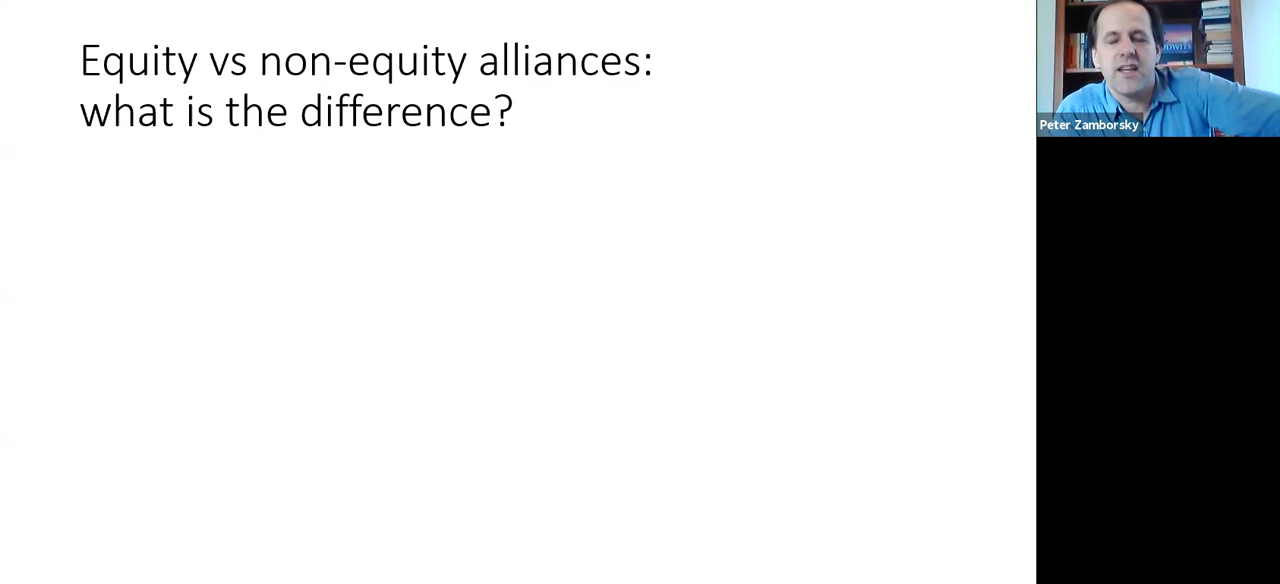 Equity vs non-equity alliances:
what is the difference?
Peter Zamborsky